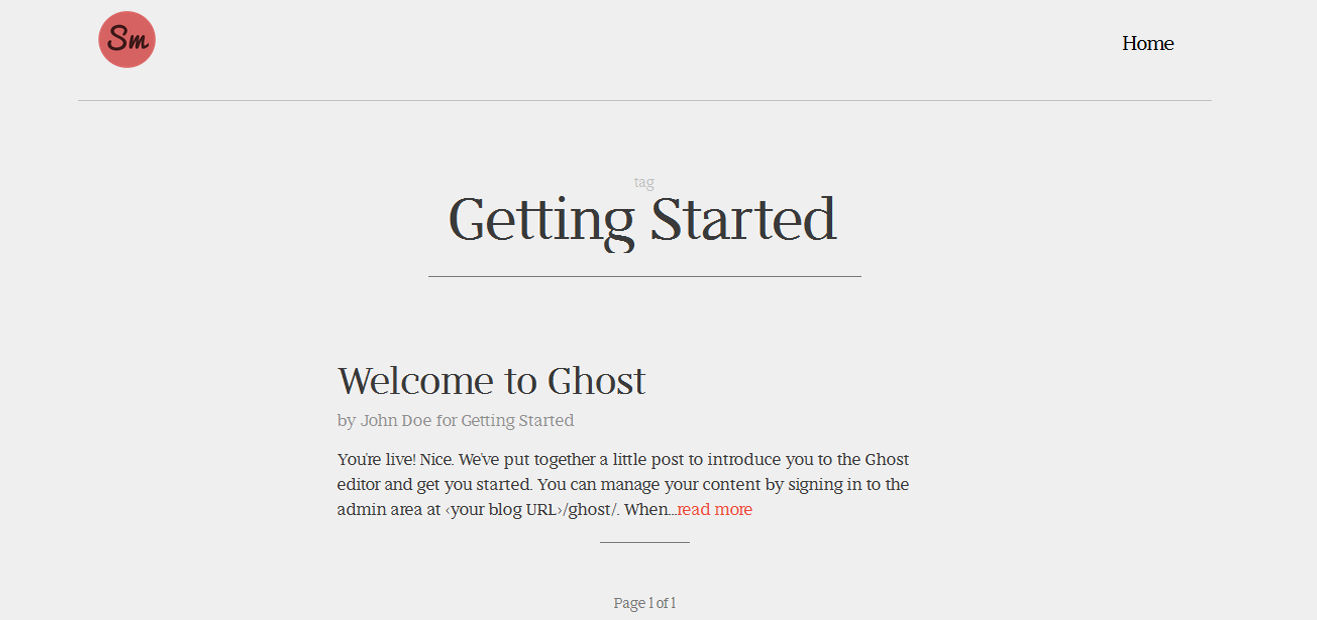 Sm
Home
tag
Getting Started
Welcome to Ghost
by John Doe for Getting Started
You're live! Nice. We've put together a little post to introduce you to the Ghost
editor and get you started. You can manage your content by signing in to the
admin area at <your blog URL>/ghost/. When...read more
Page 1 of 1